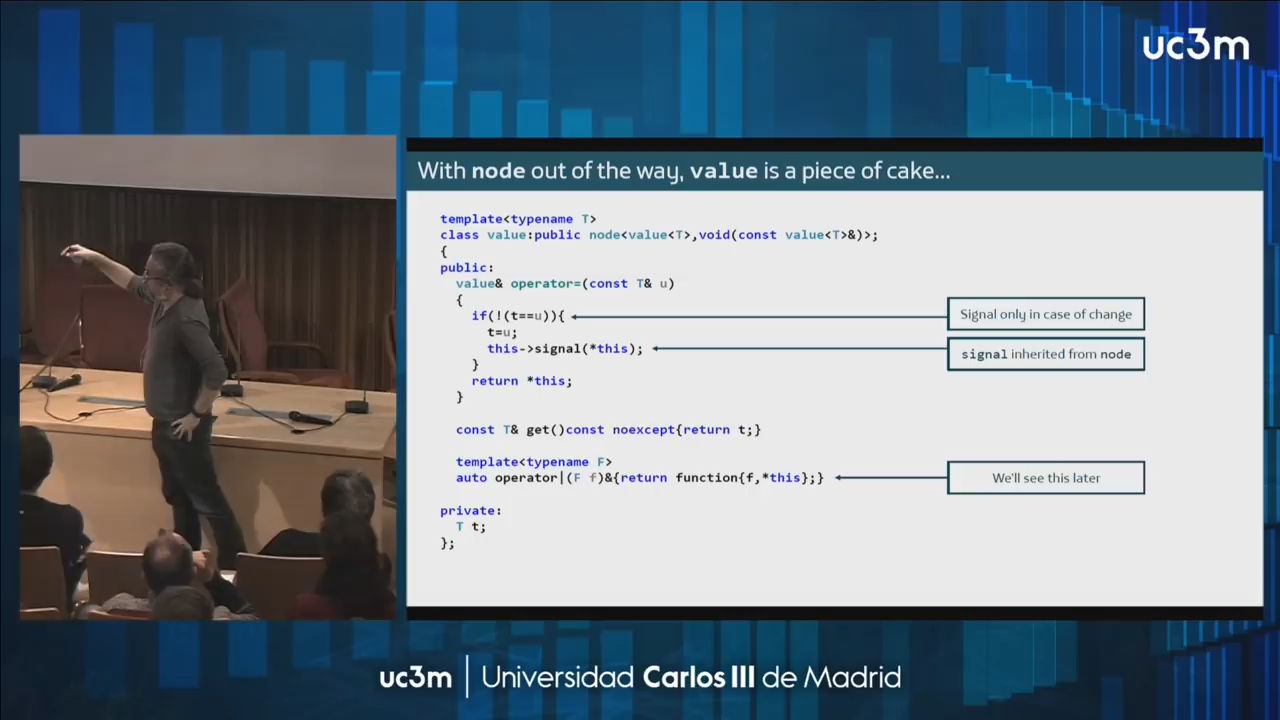 uc3m
With node out of the way, value is a piece of cake...
template<typename T>
class value:public node<value<T>,void(const value<T>&)>;
{
public:
value& operator=(const T& u)
{
if(!(t==u)){
Signal only in case of change
t=u;
this->signal(*this);
signal inherited from node
}
return *this;
}
const T& get()const noexcept{return t;}
template<typename F>
auto operator|(F f)&{return function{f,*this};}
We'll see this later
private:
T t;
};
uc3m | Universidad Carlos III de Madrid